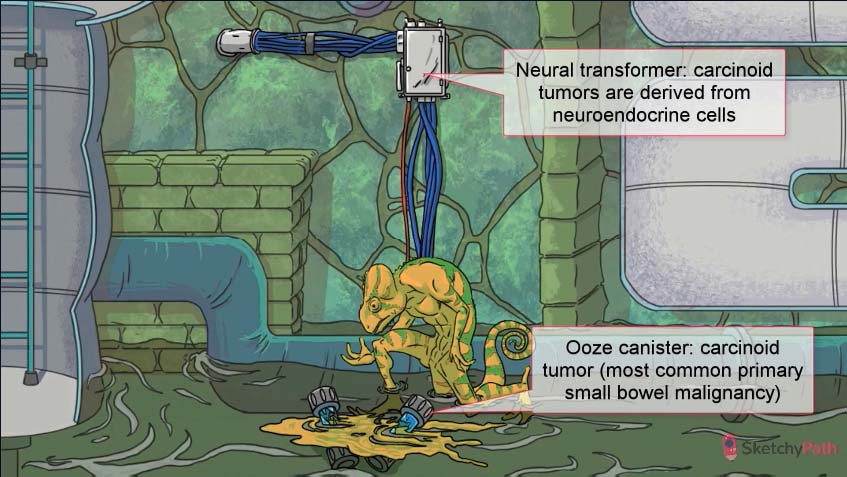 Neural transformer: carcinoid
tumors are derived from
neuroendocrine cells
Ooze canister: carcinoid
tumor (most common primary
small bowel malignancy)
SketchyPath